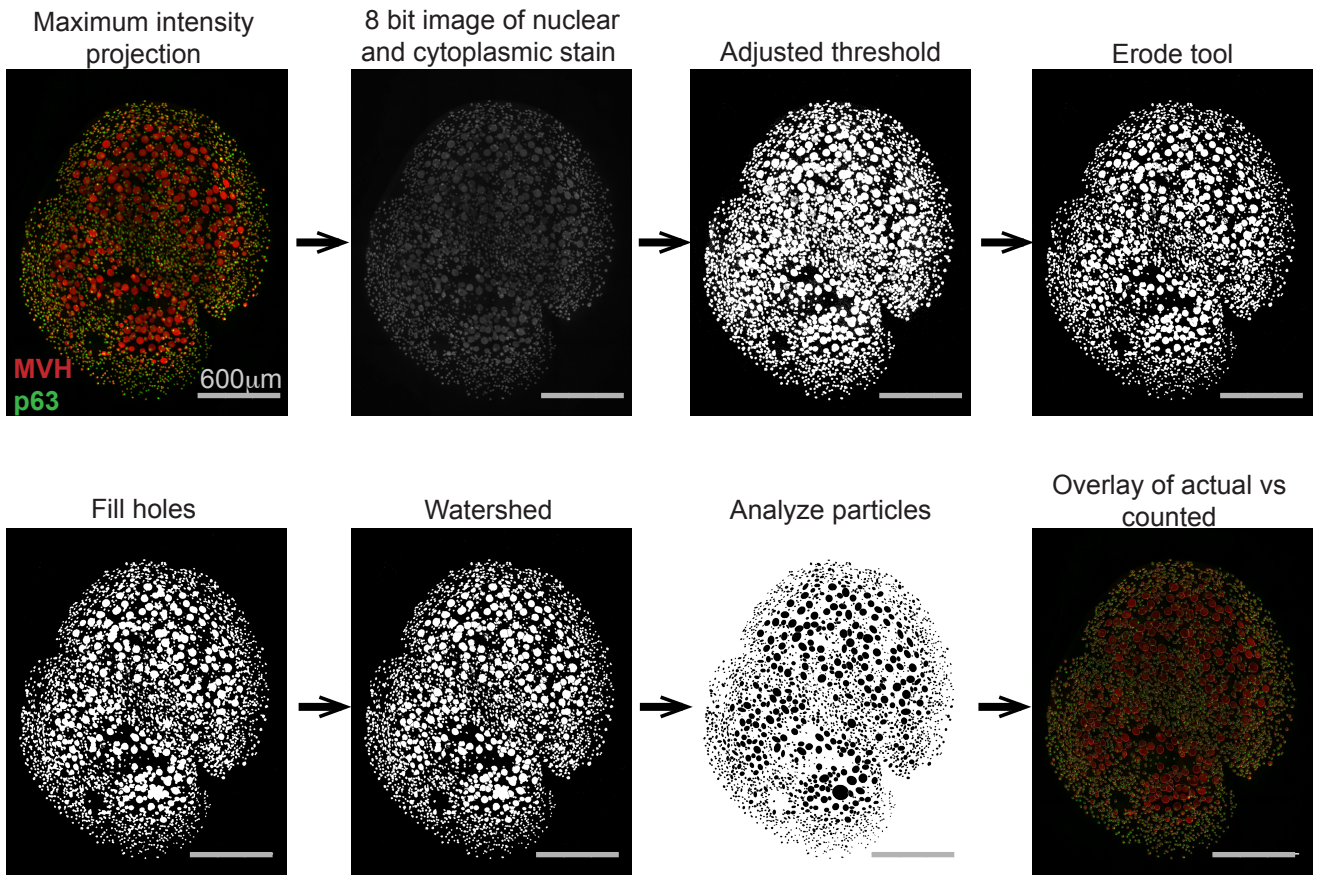 Maximum intensity
projection
8 bit image of nuclear
and cytoplasmic stain
Adjusted threshold
Erode tool
MVH
p63
600μm
Fill holes
Watershed
Analyze particles
Overlay of actual vs
counted